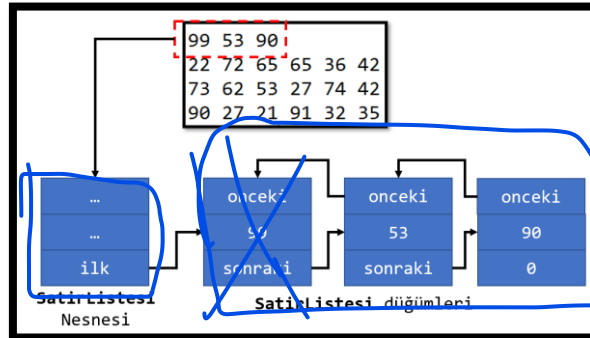 99 53 90
22 72 65 65 36 42
73 62 53 27 74 42
90 27 21 91 32 35
… onceki onceki onceki
… 99 53 90
ilk sonraki sonraki 0
SatirListesi
Nesnesi
SatirListesi düğümleri